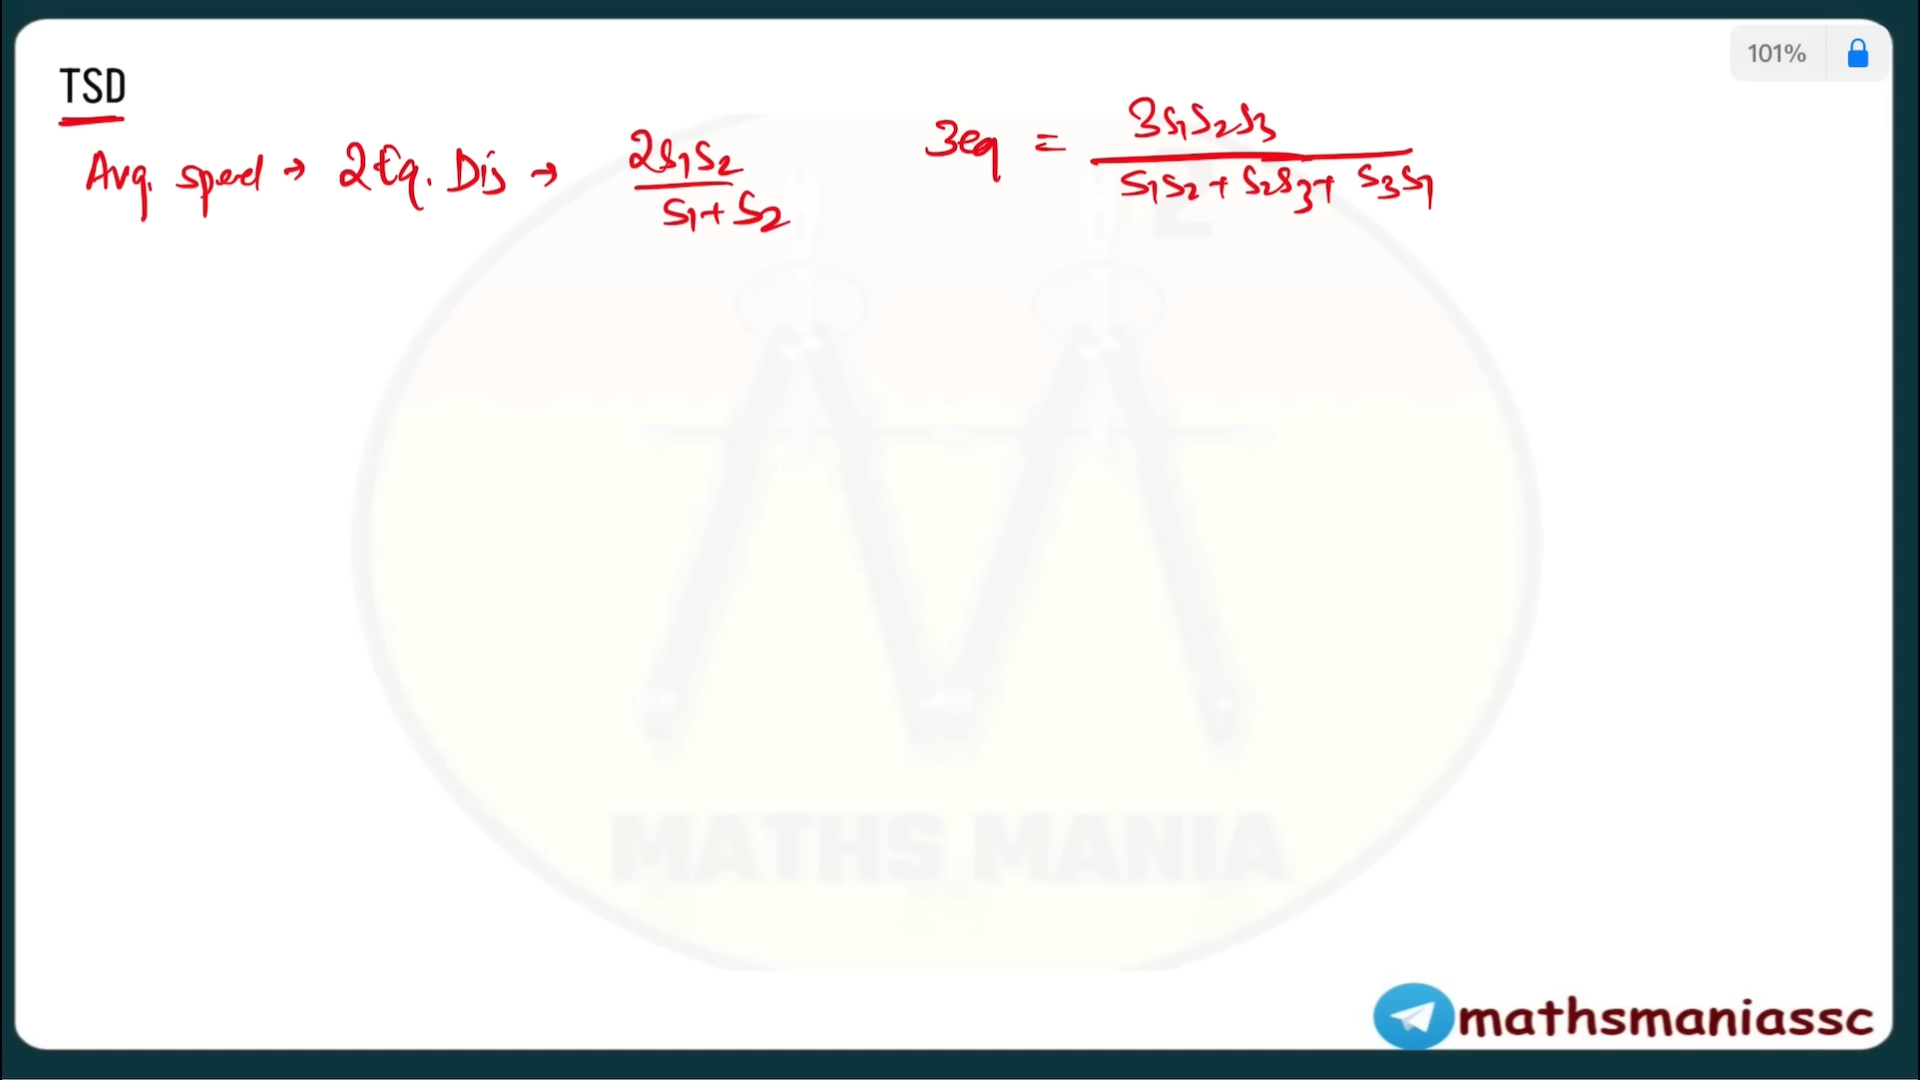 101%
TSD
Avg. speed → 2 Eq. Dis → 2S1S2 / S1+S2
3eq = 3S1S2S3 / S1S2 + S2S3 + S3S1
MATHS MANIA
mathsmaniassc